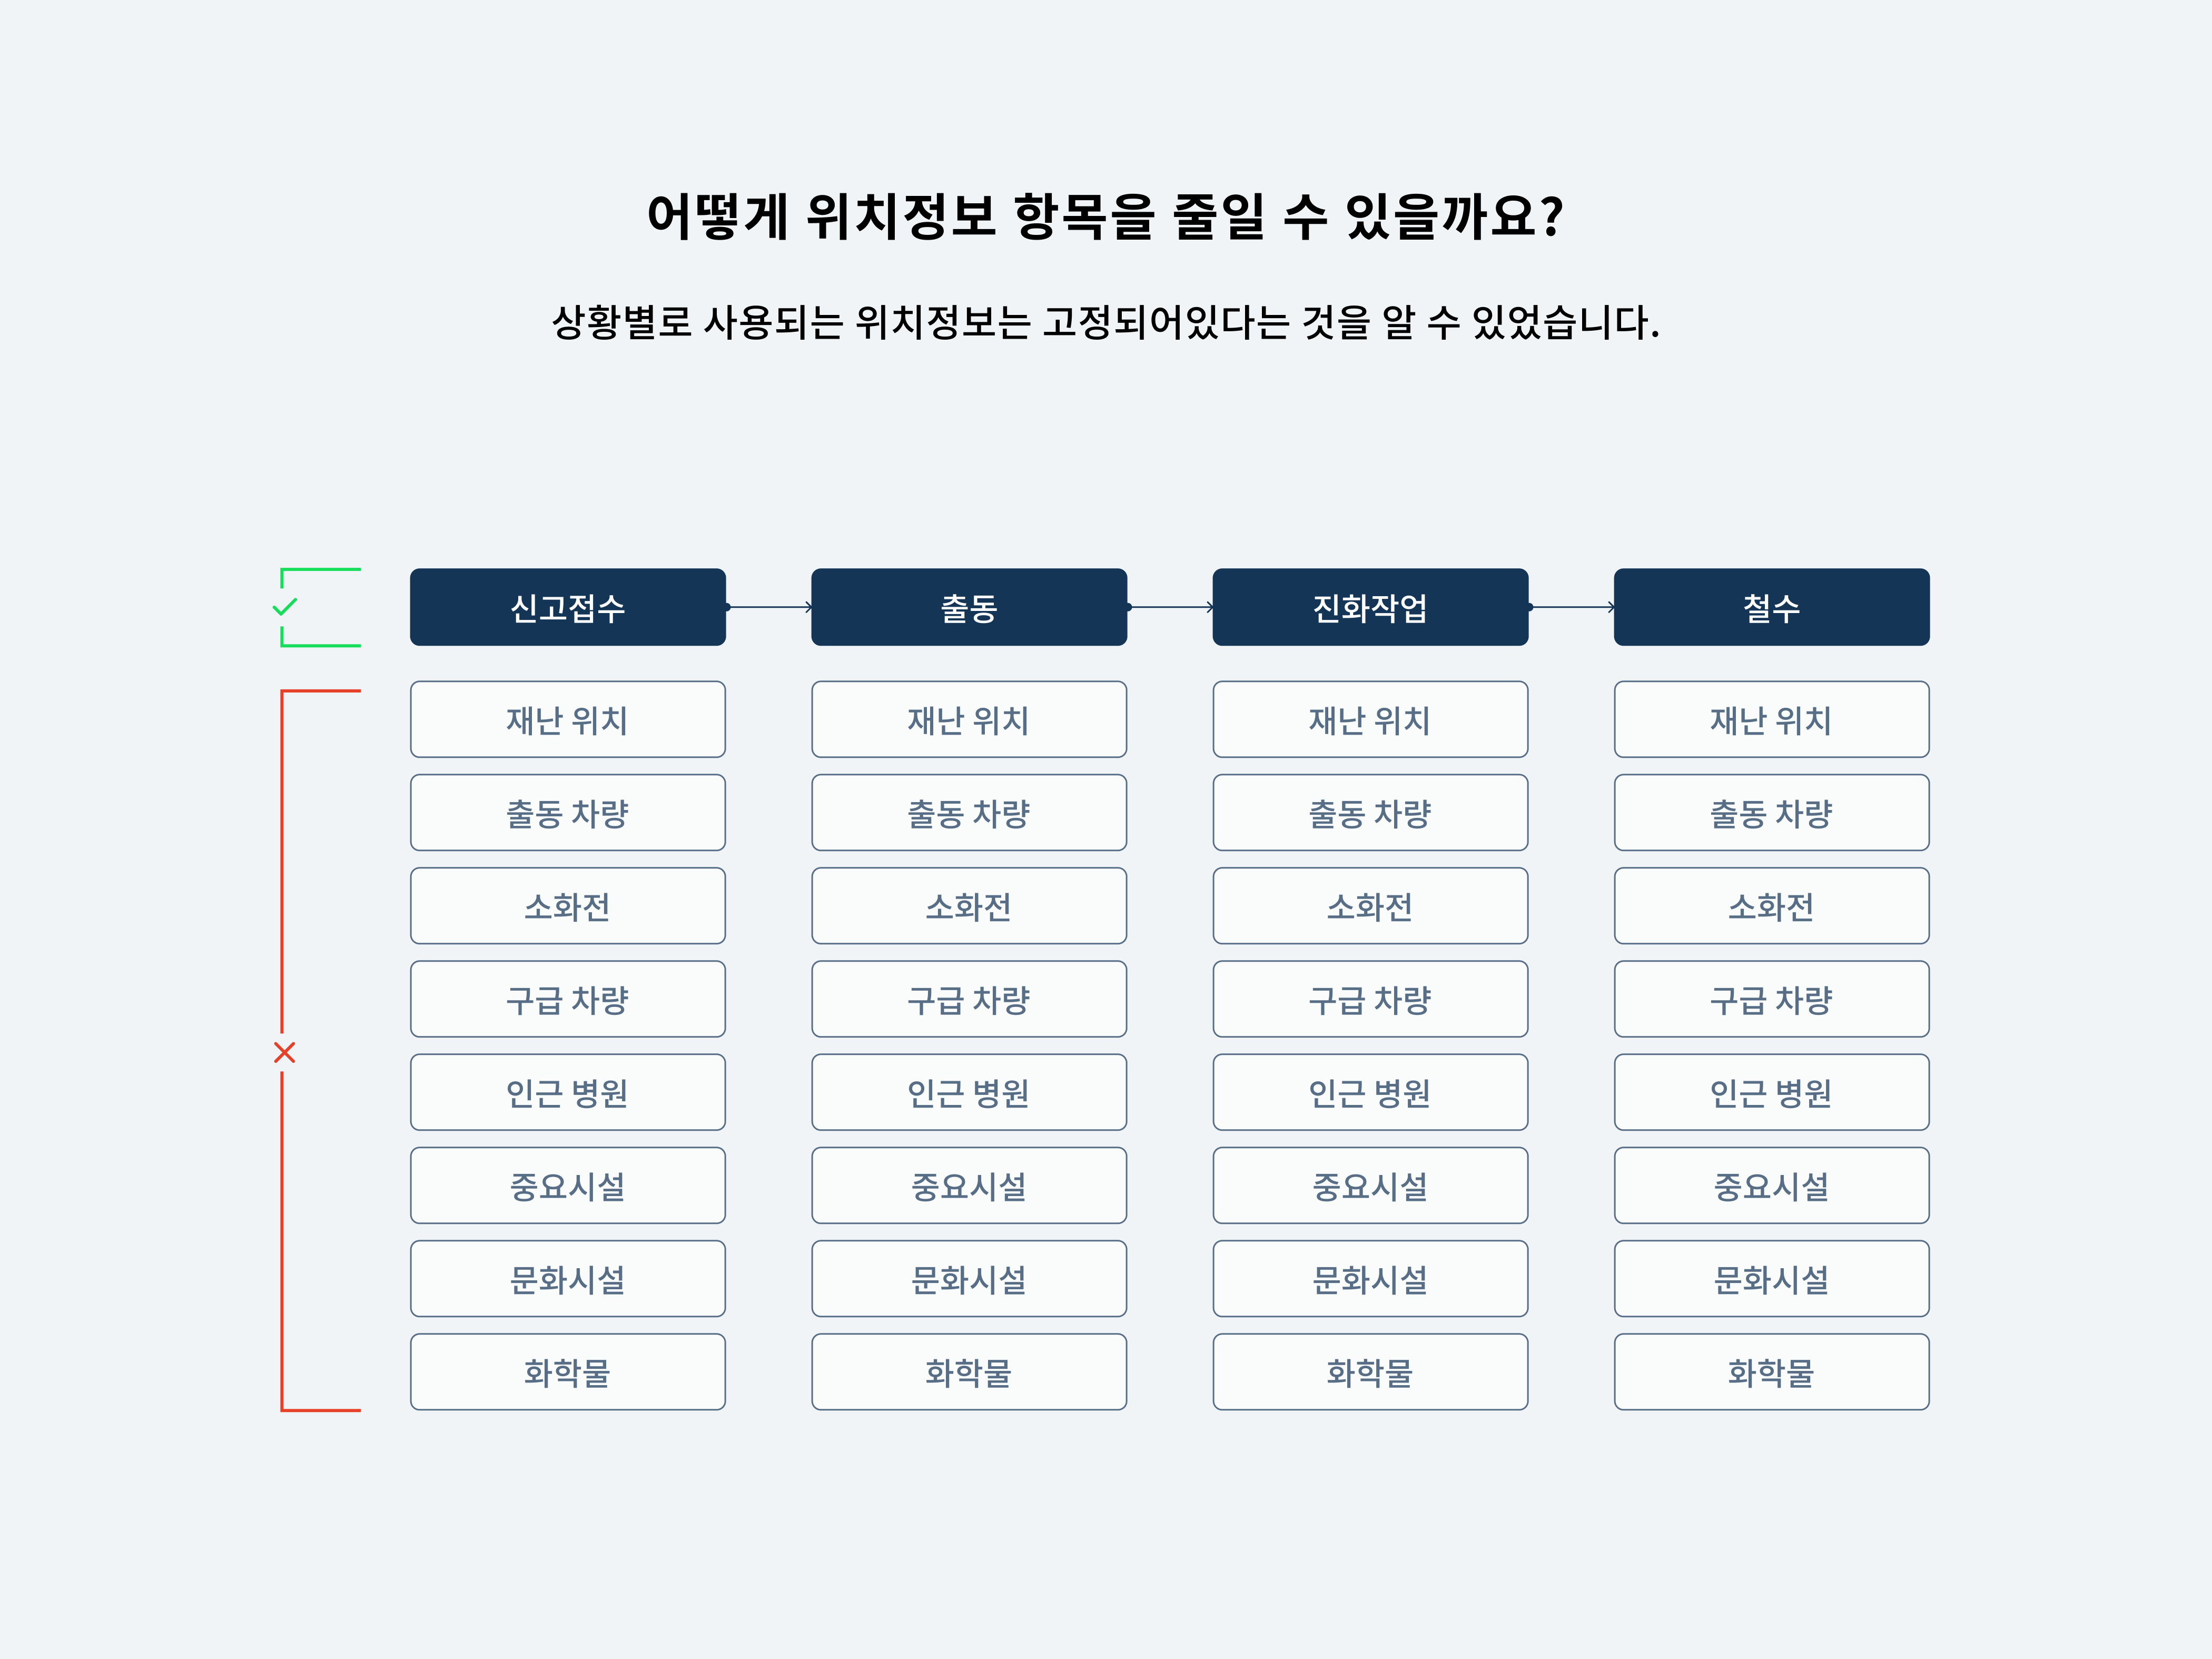 어떻게 위치정보 항목을 줄일 수 있을까요?
상황별로 사용되는 위치정보는 고정되어있다는 것을 알 수 있었습니다.
신고접수 출동 진화작업 철수
재난 위치 재난 위치 재난 위치 재난 위치
출동 차량 출동 차량 출동 차량 출동 차량
소화전 소화전 소화전 소화전
구급 차량 구급 차량 구급 차량 구급 차량
인근 병원 인근 병원 인근 병원 인근 병원
중요시설 중요시설 중요시설 중요시설
문화시설 문화시설 문화시설 문화시설
화학물 화학물 화학물 화학물